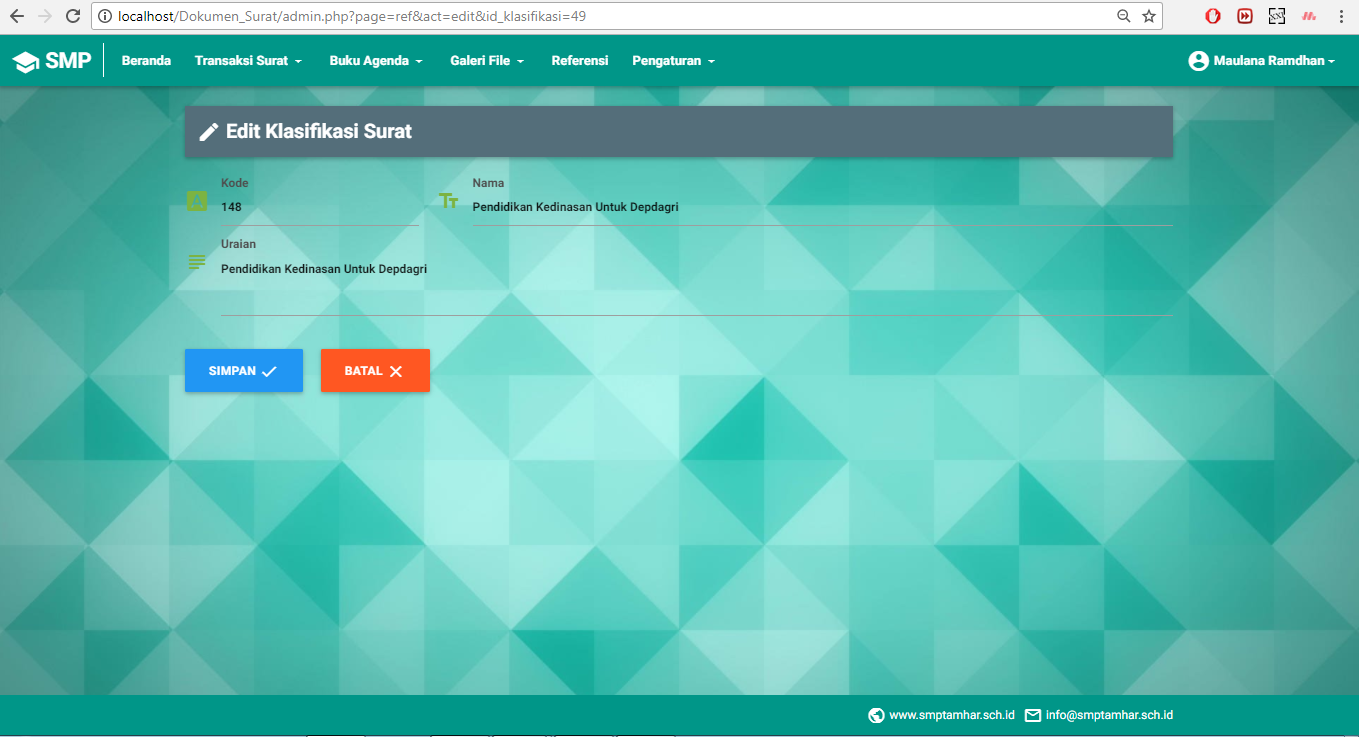 localhost/Dokumen_Surat/admin.php?page=ref&act=edit&id_klasifikasi=49
SMP Beranda Transaksi Surat Buku Agenda Galeri File Referensi Pengaturan Maulana Ramdhan
Edit Klasifikasi Surat
Kode Nama
148 Pendidikan Kedinasan Untuk Depdagri
Uraian
Pendidikan Kedinasan Untuk Depdagri
SIMPAN BATAL
www.smptamhar.sch.id info@smptamhar.sch.id